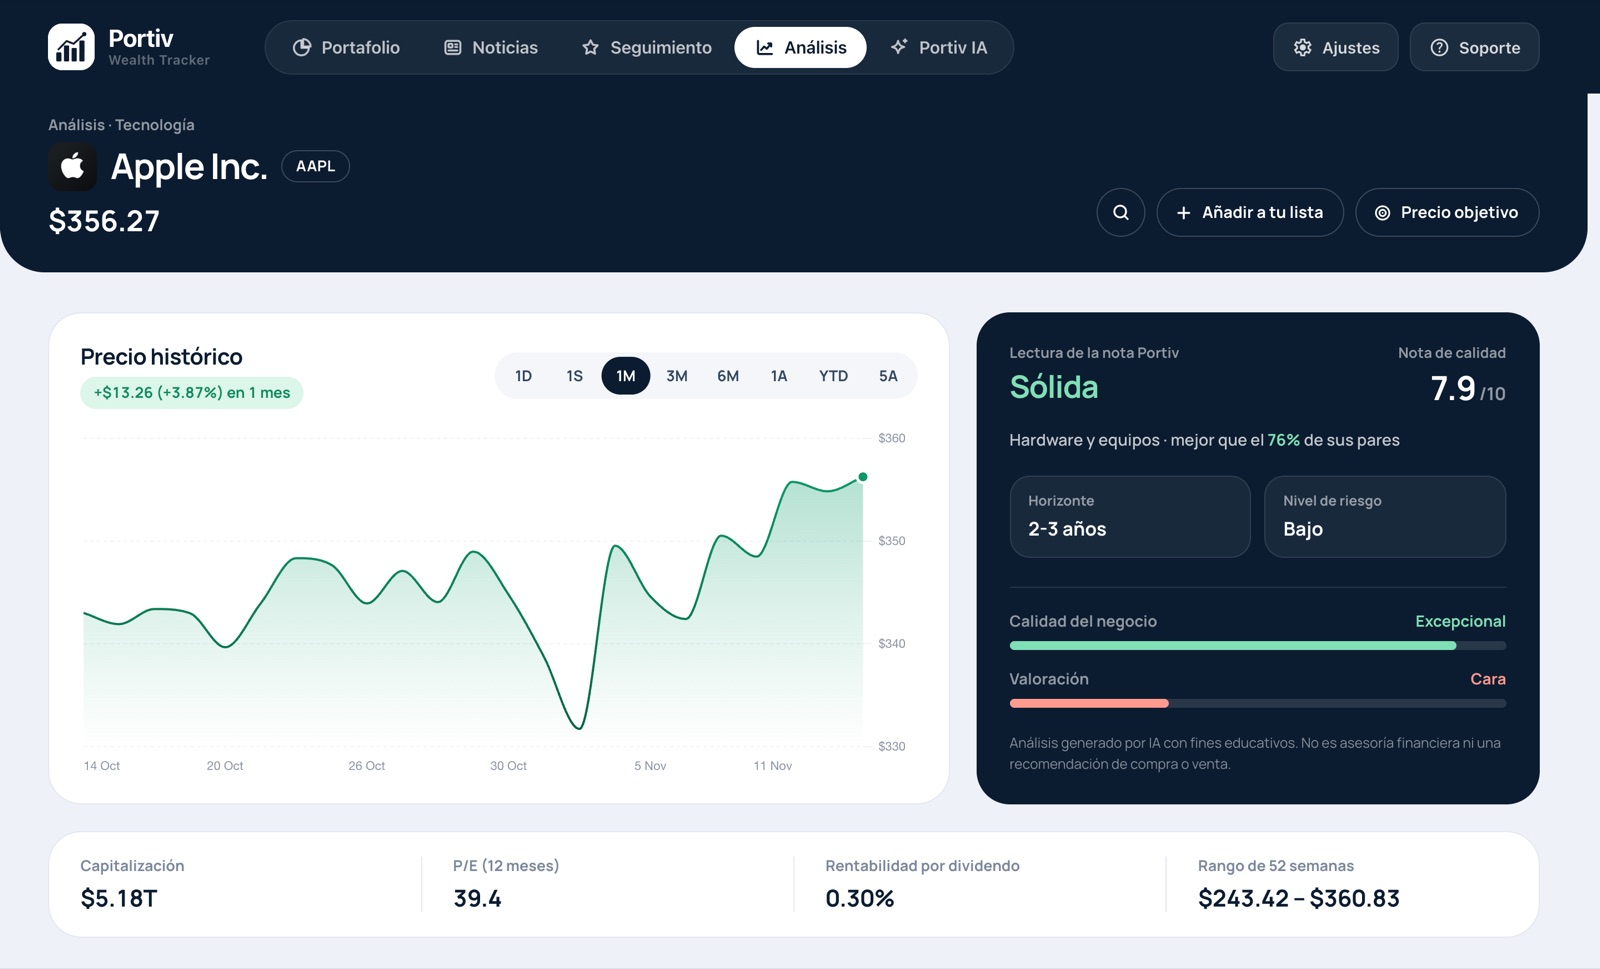 Portiv
Wealth Tracker
Portafolio
Noticias
Seguimiento
Análisis
Portiv IA
Ajustes
Soporte
Análisis · Tecnología
Apple Inc.
AAPL
$356.27
Añadir a tu lista
Precio objetivo
Precio histórico
+$13.26 (+3.87%) en 1 mes
1D
1S
1M
3M
6M
1A
YTD
5A
$360
$350
$340
$330
14 Oct
20 Oct
26 Oct
30 Oct
5 Nov
11 Nov
Lectura de la nota Portiv
Sólida
Nota de calidad
7.9 /10
Hardware y equipos · mejor que el 76% de sus pares
Horizonte
2-3 años
Nivel de riesgo
Bajo
Calidad del negocio
Excepcional
Valoración
Cara
Análisis generado por IA con fines educativos. No es asesoría financiera ni una
recomendación de compra o venta.
Capitalización
$5.18T
P/E (12 meses)
39.4
Rentabilidad por dividendo
0.30%
Rango de 52 semanas
$243.42 – $360.83